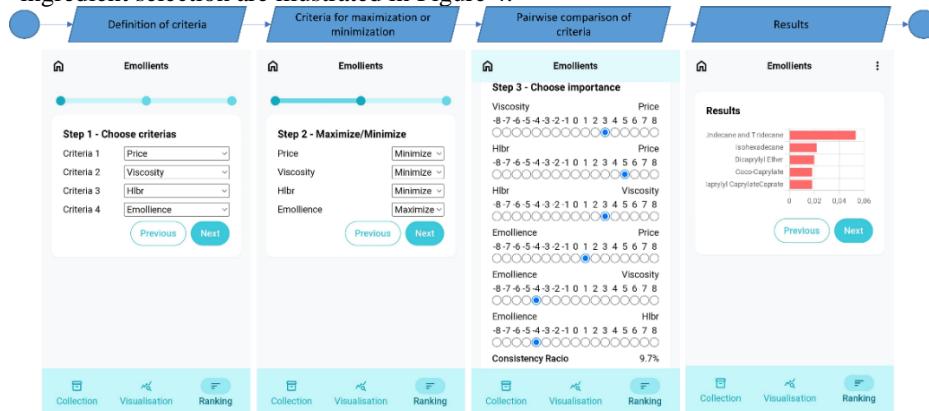 ingredient selection are illustrated in Figure 4.
Definition of criteria
Criteria for maximization or
minimization
Pairwise comparison of
criteria
Results
Emollients
Step 1 - Choose criterias
Criteria 1 Price
Criteria 2 Viscosity
Criteria 3 Hlbr
Criteria 4 Emollience
Previous Next
Collection Visualisation Ranking
Emollients
Step 2 - Maximize/Minimize
Price Minimize
Viscosity Minimize
Hlbr Minimize
Emollience Maximize
Previous Next
Collection Visualisation Ranking
Emollients
Step 3 - Choose importance
Viscosity Price
-8 -7 -6 -5 -4 -3 -2 -1 0 1 2 3 4 5 6 7 8
Hlbr Price
-8 -7 -6 -5 -4 -3 -2 -1 0 1 2 3 4 5 6 7 8
Hlbr Viscosity
-8 -7 -6 -5 -4 -3 -2 -1 0 1 2 3 4 5 6 7 8
Emollience Price
-8 -7 -6 -5 -4 -3 -2 -1 0 1 2 3 4 5 6 7 8
Emollience Viscosity
-8 -7 -6 -5 -4 -3 -2 -1 0 1 2 3 4 5 6 7 8
Emollience Hlbr
-8 -7 -6 -5 -4 -3 -2 -1 0 1 2 3 4 5 6 7 8
Consistency Racio 9.7%
Collection Visualisation Ranking
Emollients
Results
and Tridecane
Isohexadecane
Dicaprylyl Ether
Coco-Caprylate
0 0,02 0,04 0,06
Previous Next
Collection Visualisation Ranking